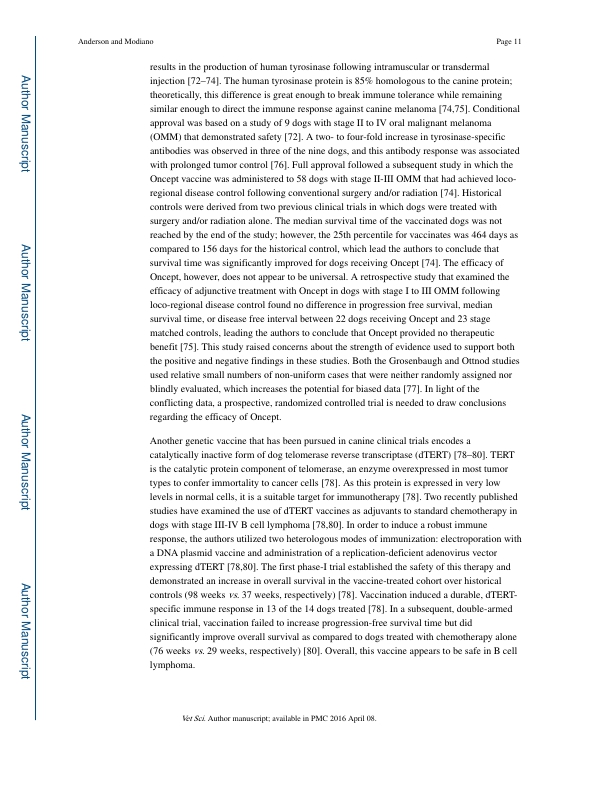 Anderson and Modiano
Page 11
results in the production of human tyrosinase following intramuscular or transdermal
injection [72–74]. The human tyrosinase protein is 85% homologous to the canine protein;
theoretically, this difference is great enough to break immune tolerance while remaining
similar enough to direct the immune response against canine melanoma [74,75]. Conditional
approval was based on a study of 9 dogs with stage II to IV oral malignant melanoma
(OMM) that demonstrated safety [72]. A two- to four-fold increase in tyrosinase-specific
antibodies was observed in three of the nine dogs, and this antibody response was associated
with prolonged tumor control [76]. Full approval followed a subsequent study in which the
Oncept vaccine was administered to 58 dogs with stage II-III OMM that had achieved loco-
regional disease control following conventional surgery and/or radiation [74]. Historical
controls were derived from two previous clinical trials in which dogs were treated with
surgery and/or radiation alone. The median survival time of the vaccinated dogs was not
reached by the end of the study; however, the 25th percentile for vaccinates was 464 days as
compared to 156 days for the historical control, which lead the authors to conclude that
survival time was significantly improved for dogs receiving Oncept [74]. The efficacy of
Oncept, however, does not appear to be universal. A retrospective study that examined the
efficacy of adjunctive treatment with Oncept in dogs with stage I to III OMM following
loco-regional disease control found no difference in progression free survival, median
survival time, or disease free interval between 22 dogs receiving Oncept and 23 stage
matched controls, leading the authors to conclude that Oncept provided no therapeutic
benefit [75]. This study raised concerns about the strength of evidence used to support both
the positive and negative findings in these studies. Both the Grosenbaugh and Ottnod studies
used relative small numbers of non-uniform cases that were neither randomly assigned nor
blindly evaluated, which increases the potential for biased data [77]. In light of the
conflicting data, a prospective, randomized controlled trial is needed to draw conclusions
regarding the efficacy of Oncept.
Another genetic vaccine that has been pursued in canine clinical trials encodes a
catalytically inactive form of dog telomerase reverse transcriptase (dTERT) [78–80]. TERT
is the catalytic protein component of telomerase, an enzyme overexpressed in most tumor
types to confer immortality to cancer cells [78]. As this protein is expressed in very low
levels in normal cells, it is a suitable target for immunotherapy [78]. Two recently published
studies have examined the use of dTERT vaccines as adjuvants to standard chemotherapy in
dogs with stage III-IV B cell lymphoma [78,80]. In order to induce a robust immune
response, the authors utilized two heterologous modes of immunization: electroporation with
a DNA plasmid vaccine and administration of a replication-deficient adenovirus vector
expressing dTERT [78,80]. The first phase-I trial established the safety of this therapy and
demonstrated an increase in overall survival in the vaccine-treated cohort over historical
controls (98 weeks vs. 37 weeks, respectively) [78]. Vaccination induced a durable, dTERT-
specific immune response in 13 of the 14 dogs treated [78]. In a subsequent, double-armed
clinical trial, vaccination failed to increase progression-free survival time but did
significantly improve overall survival as compared to dogs treated with chemotherapy alone
(76 weeks vs. 29 weeks, respectively) [80]. Overall, this vaccine appears to be safe in B cell
lymphoma.
Vet Sci. Author manuscript; available in PMC 2016 April 08.
Author Manuscript
Author Manuscript
Author Manuscript
Author Manuscript